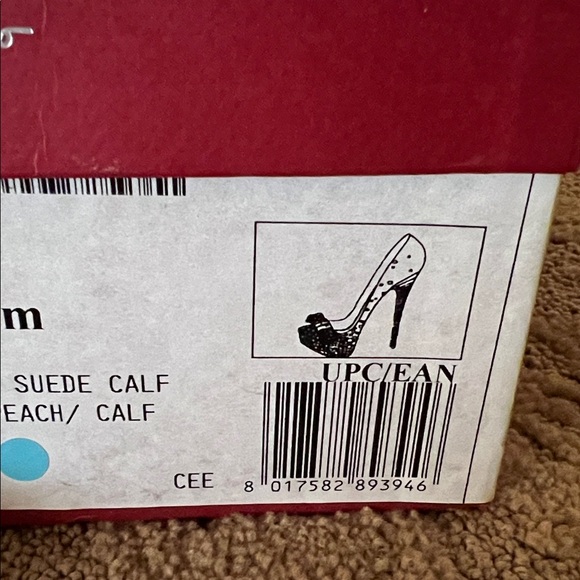 m
SUEDE CALF
EACH/ CALF
UPC/EAN
CEE
8 017582 893946